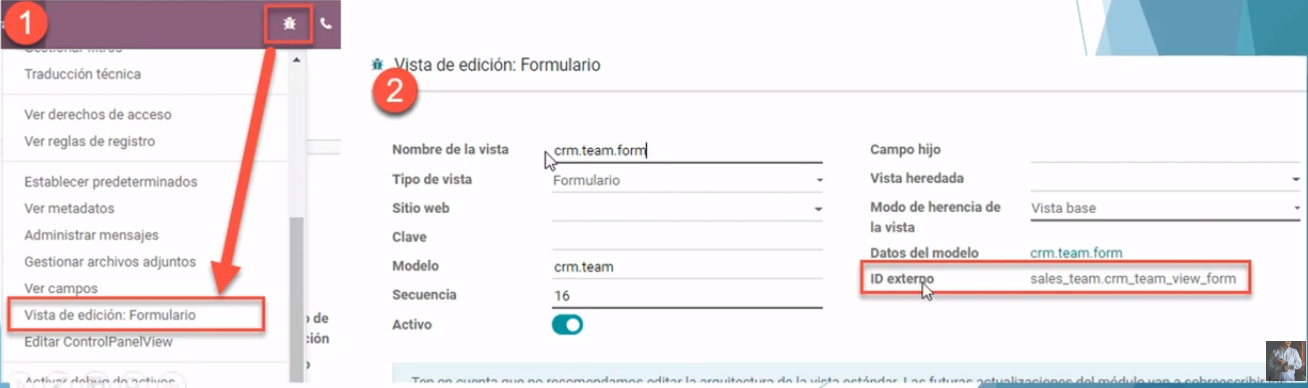 1
Gestionar filtros
Traducción técnica
Ver derechos de acceso
Ver reglas de registro
Establecer predeterminados
Ver metadatos
Administrar mensajes
Gestionar archivos adjuntos
Ver campos
Vista de edición: Formulario
Editar ControlPanelView
Activar debug de activos
o de
ión
2
Vista de edición: Formulario
Nombre de la vista crm.team.form
Tipo de vista Formulario
Sitio web
Clave
Modelo crm.team
Secuencia 16
Activo
Campo hijo
Vista heredada
Modo de herencia de la vista Vista base
Datos del modelo crm.team.form
ID externo sales_team.crm_team_view_form
Ten en cuenta que no recomendamos editar la arquitectura de la vista estándar. Las futuras actualizaciones del módulo van a sobreescribir